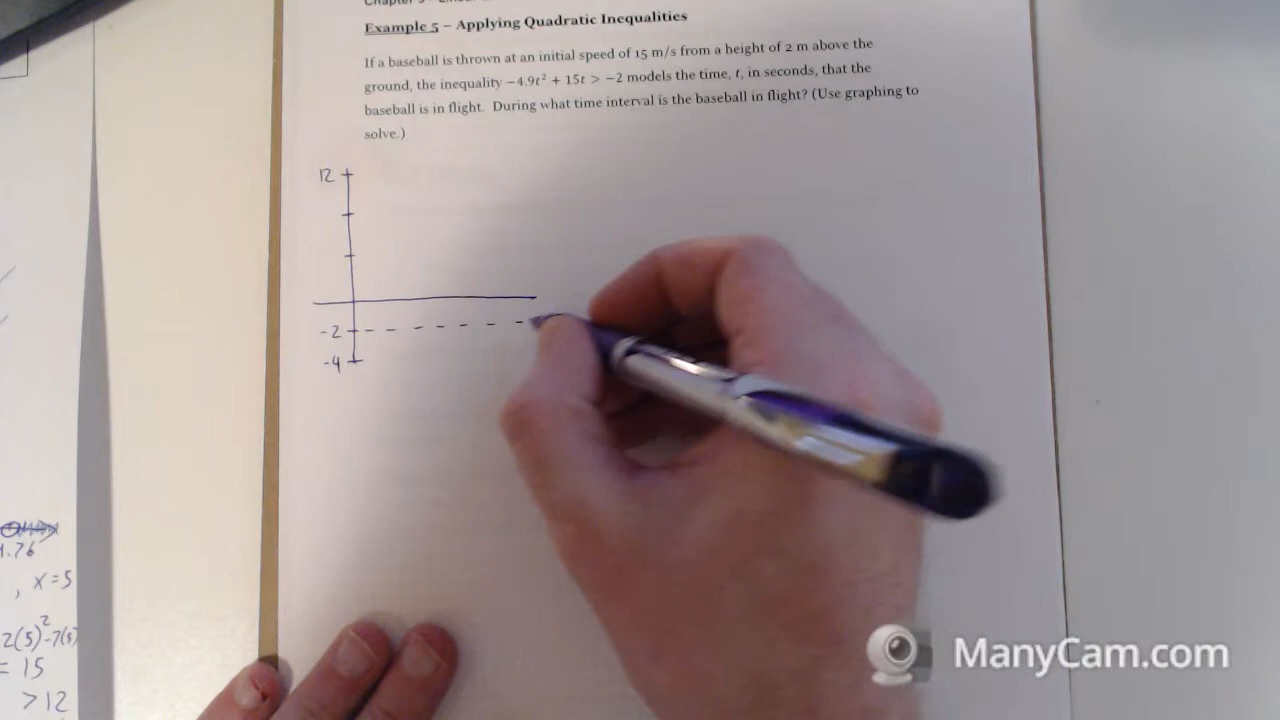 Example 5 – Applying Quadratic Inequalities
If a baseball is thrown at an initial speed of 15 m/s from a height of 2 m above the
ground, the inequality −4.9t² + 15t > −2 models the time, t, in seconds, that the
baseball is in flight. During what time interval is the baseball in flight? (Use graphing to
solve.)
12
-2
-4
, x=5
2(5)²-7(5)
= 15
>12
ManyCam.com